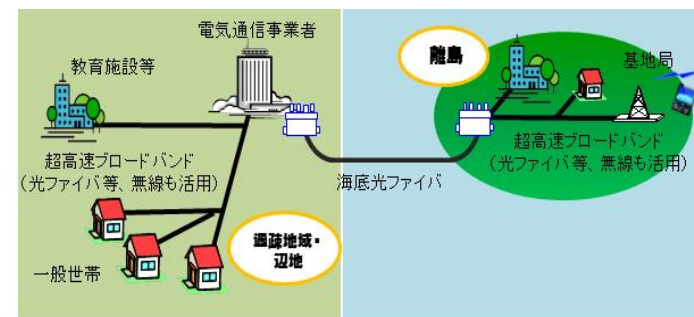 電気通信事業者
教育施設等
超高速ブロードバンド
(光ファイバ等、無線も活用)
一般世帯
過疎地域・
辺地
海底光ファイバ
離島
基地局
超高速ブロードバンド
(光ファイバ等、無線も活用)